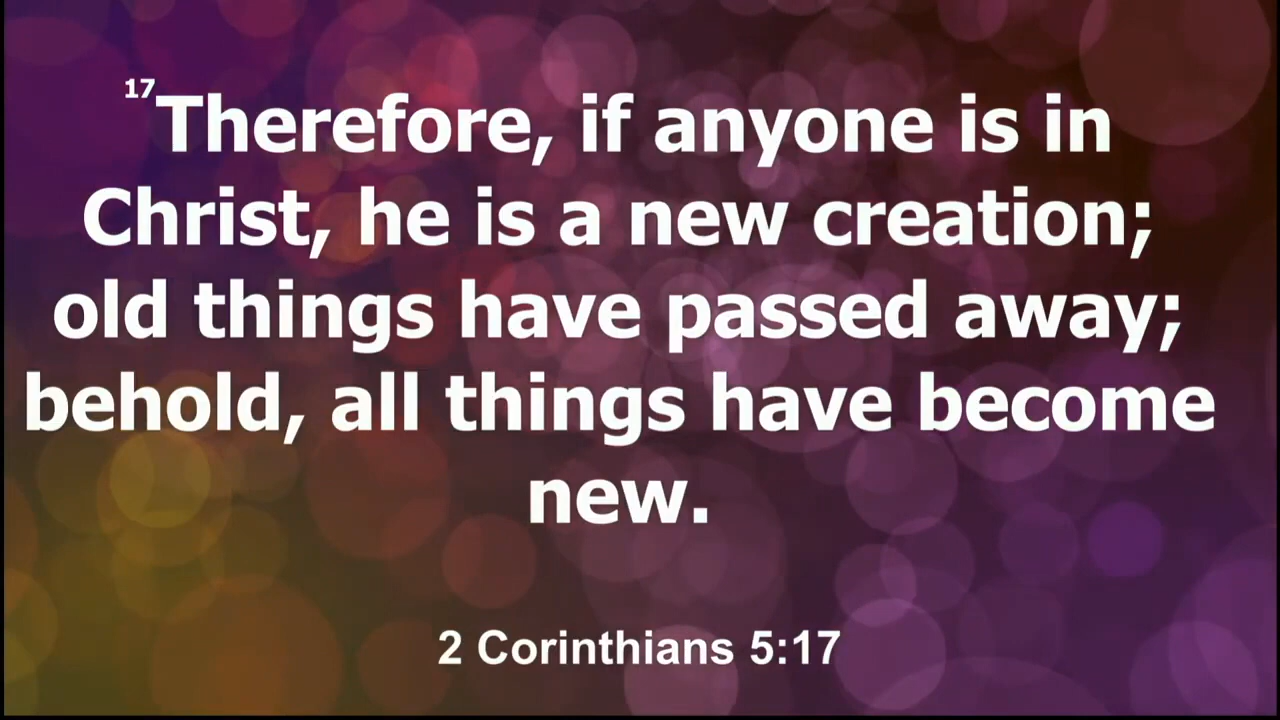 17Therefore, if anyone is in
Christ, he is a new creation;
old things have passed away;
behold, all things have become
new.
2 Corinthians 5:17